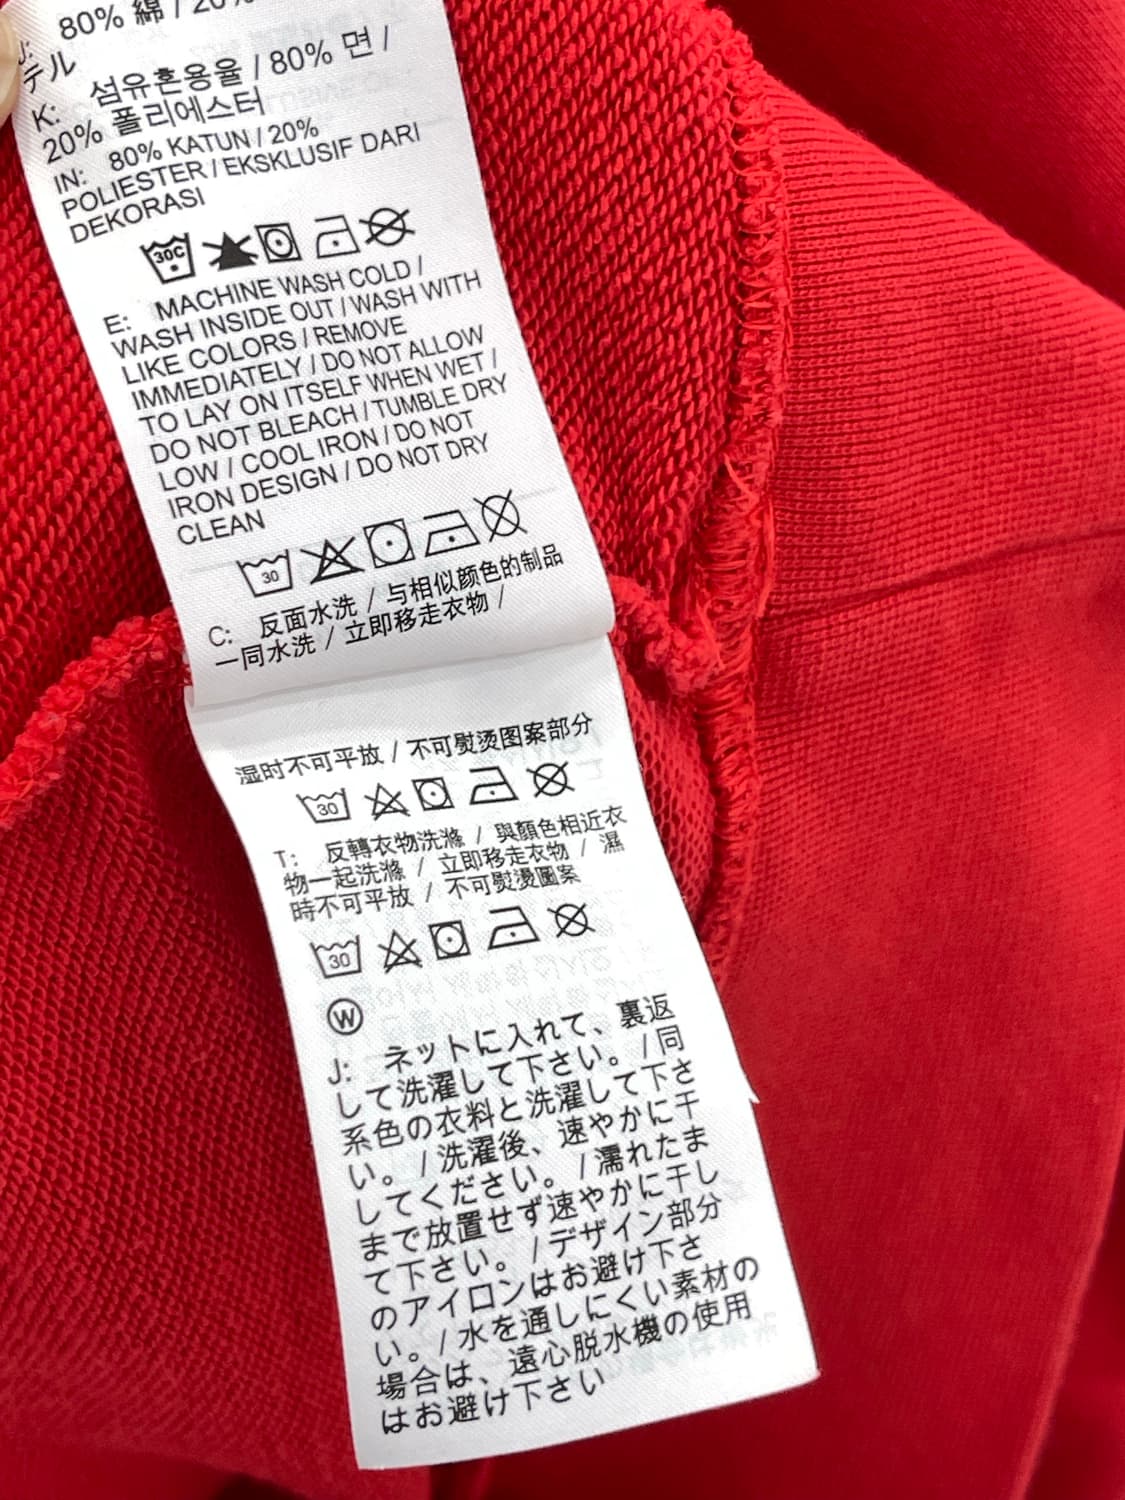 J: 80% 綿 / 20%
テル
K: 섬유혼용율 / 80% 면 /
20% 폴리에스터
IN: 80% KATUN / 20%
POLIESTER / EKSKLUSIF DARI
DEKORASI
30C
E: MACHINE WASH COLD /
WASH INSIDE OUT / WASH WITH
LIKE COLORS / REMOVE
IMMEDIATELY / DO NOT ALLOW
TO LAY ON ITSELF WHEN WET /
DO NOT BLEACH / TUMBLE DRY
LOW / COOL IRON / DO NOT
IRON DESIGN / DO NOT DRY
CLEAN
30
C: 反面水洗 / 与相似颜色的制品
一同水洗 / 立即移走衣物 /
湿时不可平放 / 不可熨烫图案部分
30
T: 反轉衣物洗滌 / 與顏色相近衣
物一起洗滌 / 立即移走衣物 / 濕
時不可平放 / 不可熨燙圖案
30
W
J: ネットに入れて、裏返
して洗濯して下さい。/ 同
系色の衣料と洗濯して下さ
い。/ 洗濯後、速やかに干
してください。/ 濡れたま
まで放置せず速やかに干し
て下さい。/ デザイン部分
のアイロンはお避け下さ
い。/ 水を通しにくい素材の
場合は、遠心脱水機の使用
はお避け下さい